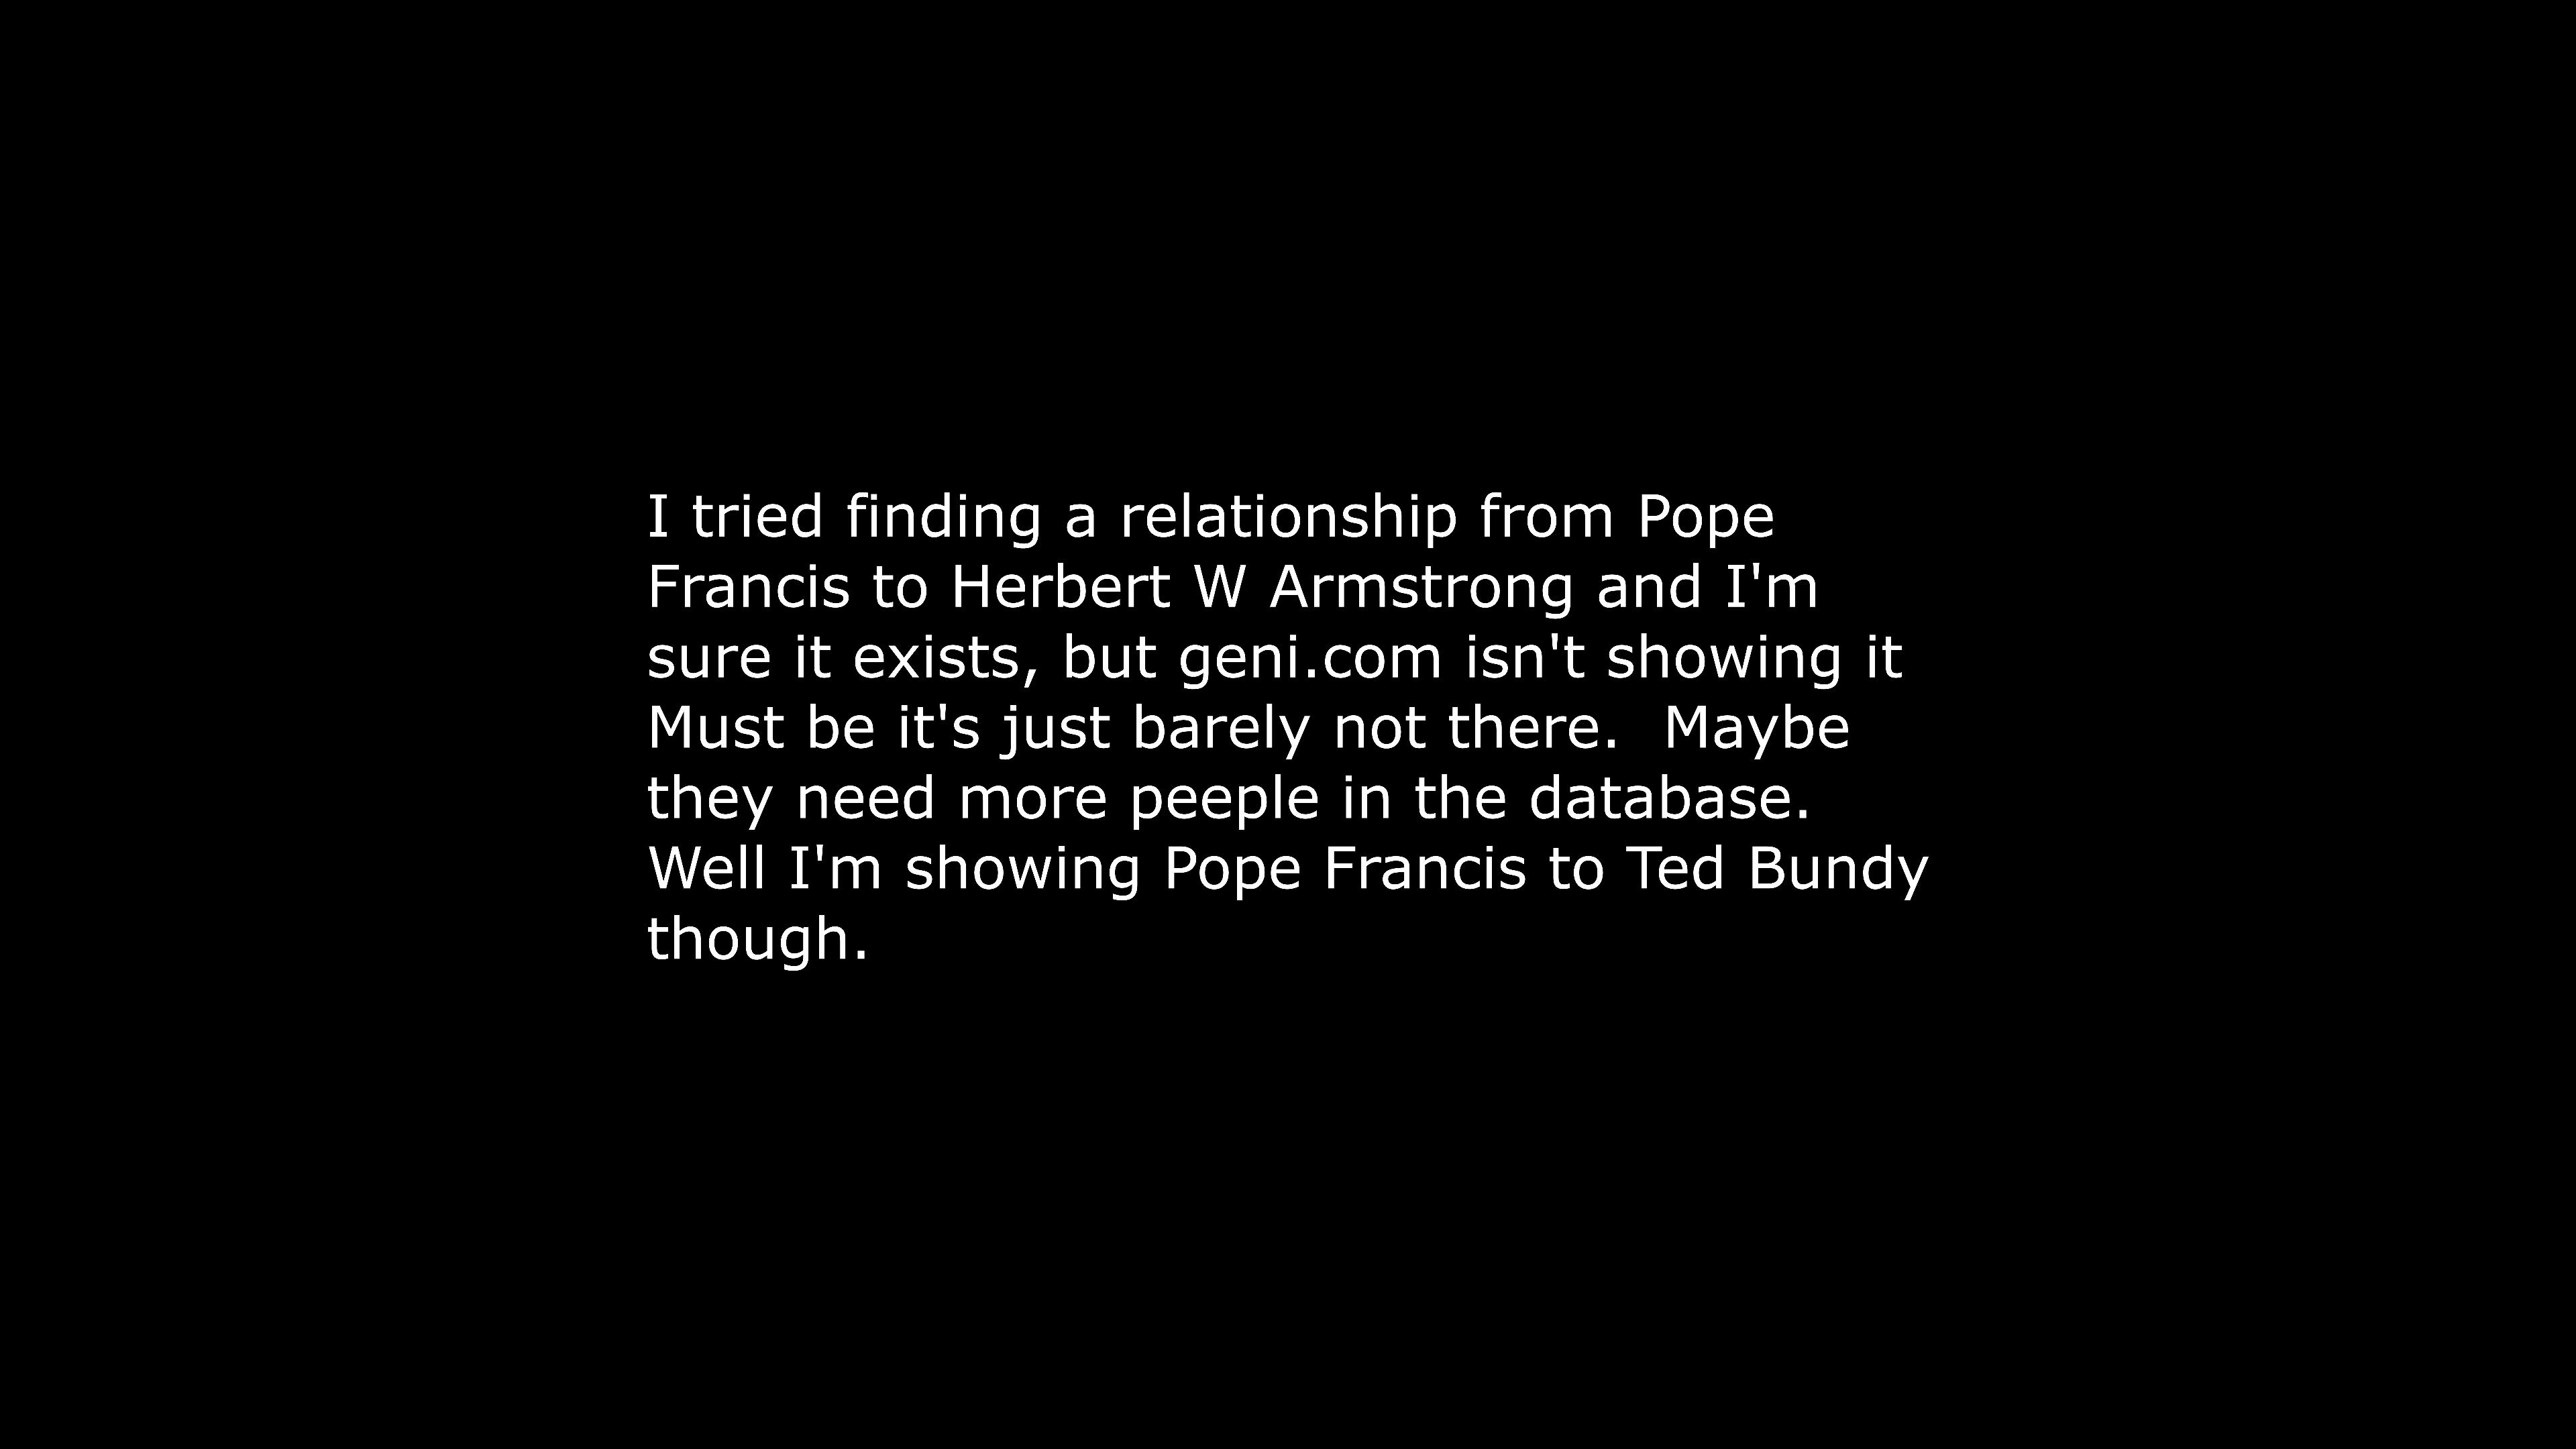 I tried finding a relationship from Pope
Francis to Herbert W Armstrong and I'm
sure it exists, but geni.com isn't showing it
Must be it's just barely not there.  Maybe
they need more peeple in the database.
Well I'm showing Pope Francis to Ted Bundy
though.